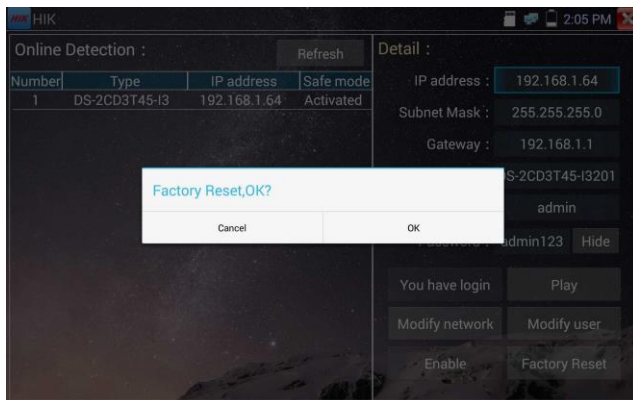 HIK HIK 2:05 PM
Online Detection :
Refresh
Number Type IP address Safe mode
1 DS-2CD3T45-I3 192.168.1.64 Activated
Detail :
IP address : 192.168.1.64
Subnet Mask : 255.255.255.0
Gateway : 192.168.1.1
S-2CD3T45-I3201
admin
Password : admin123 Hide
You have login Play
Modify network Modify user
Enable Factory Reset
Factory Reset,OK?
Cancel OK